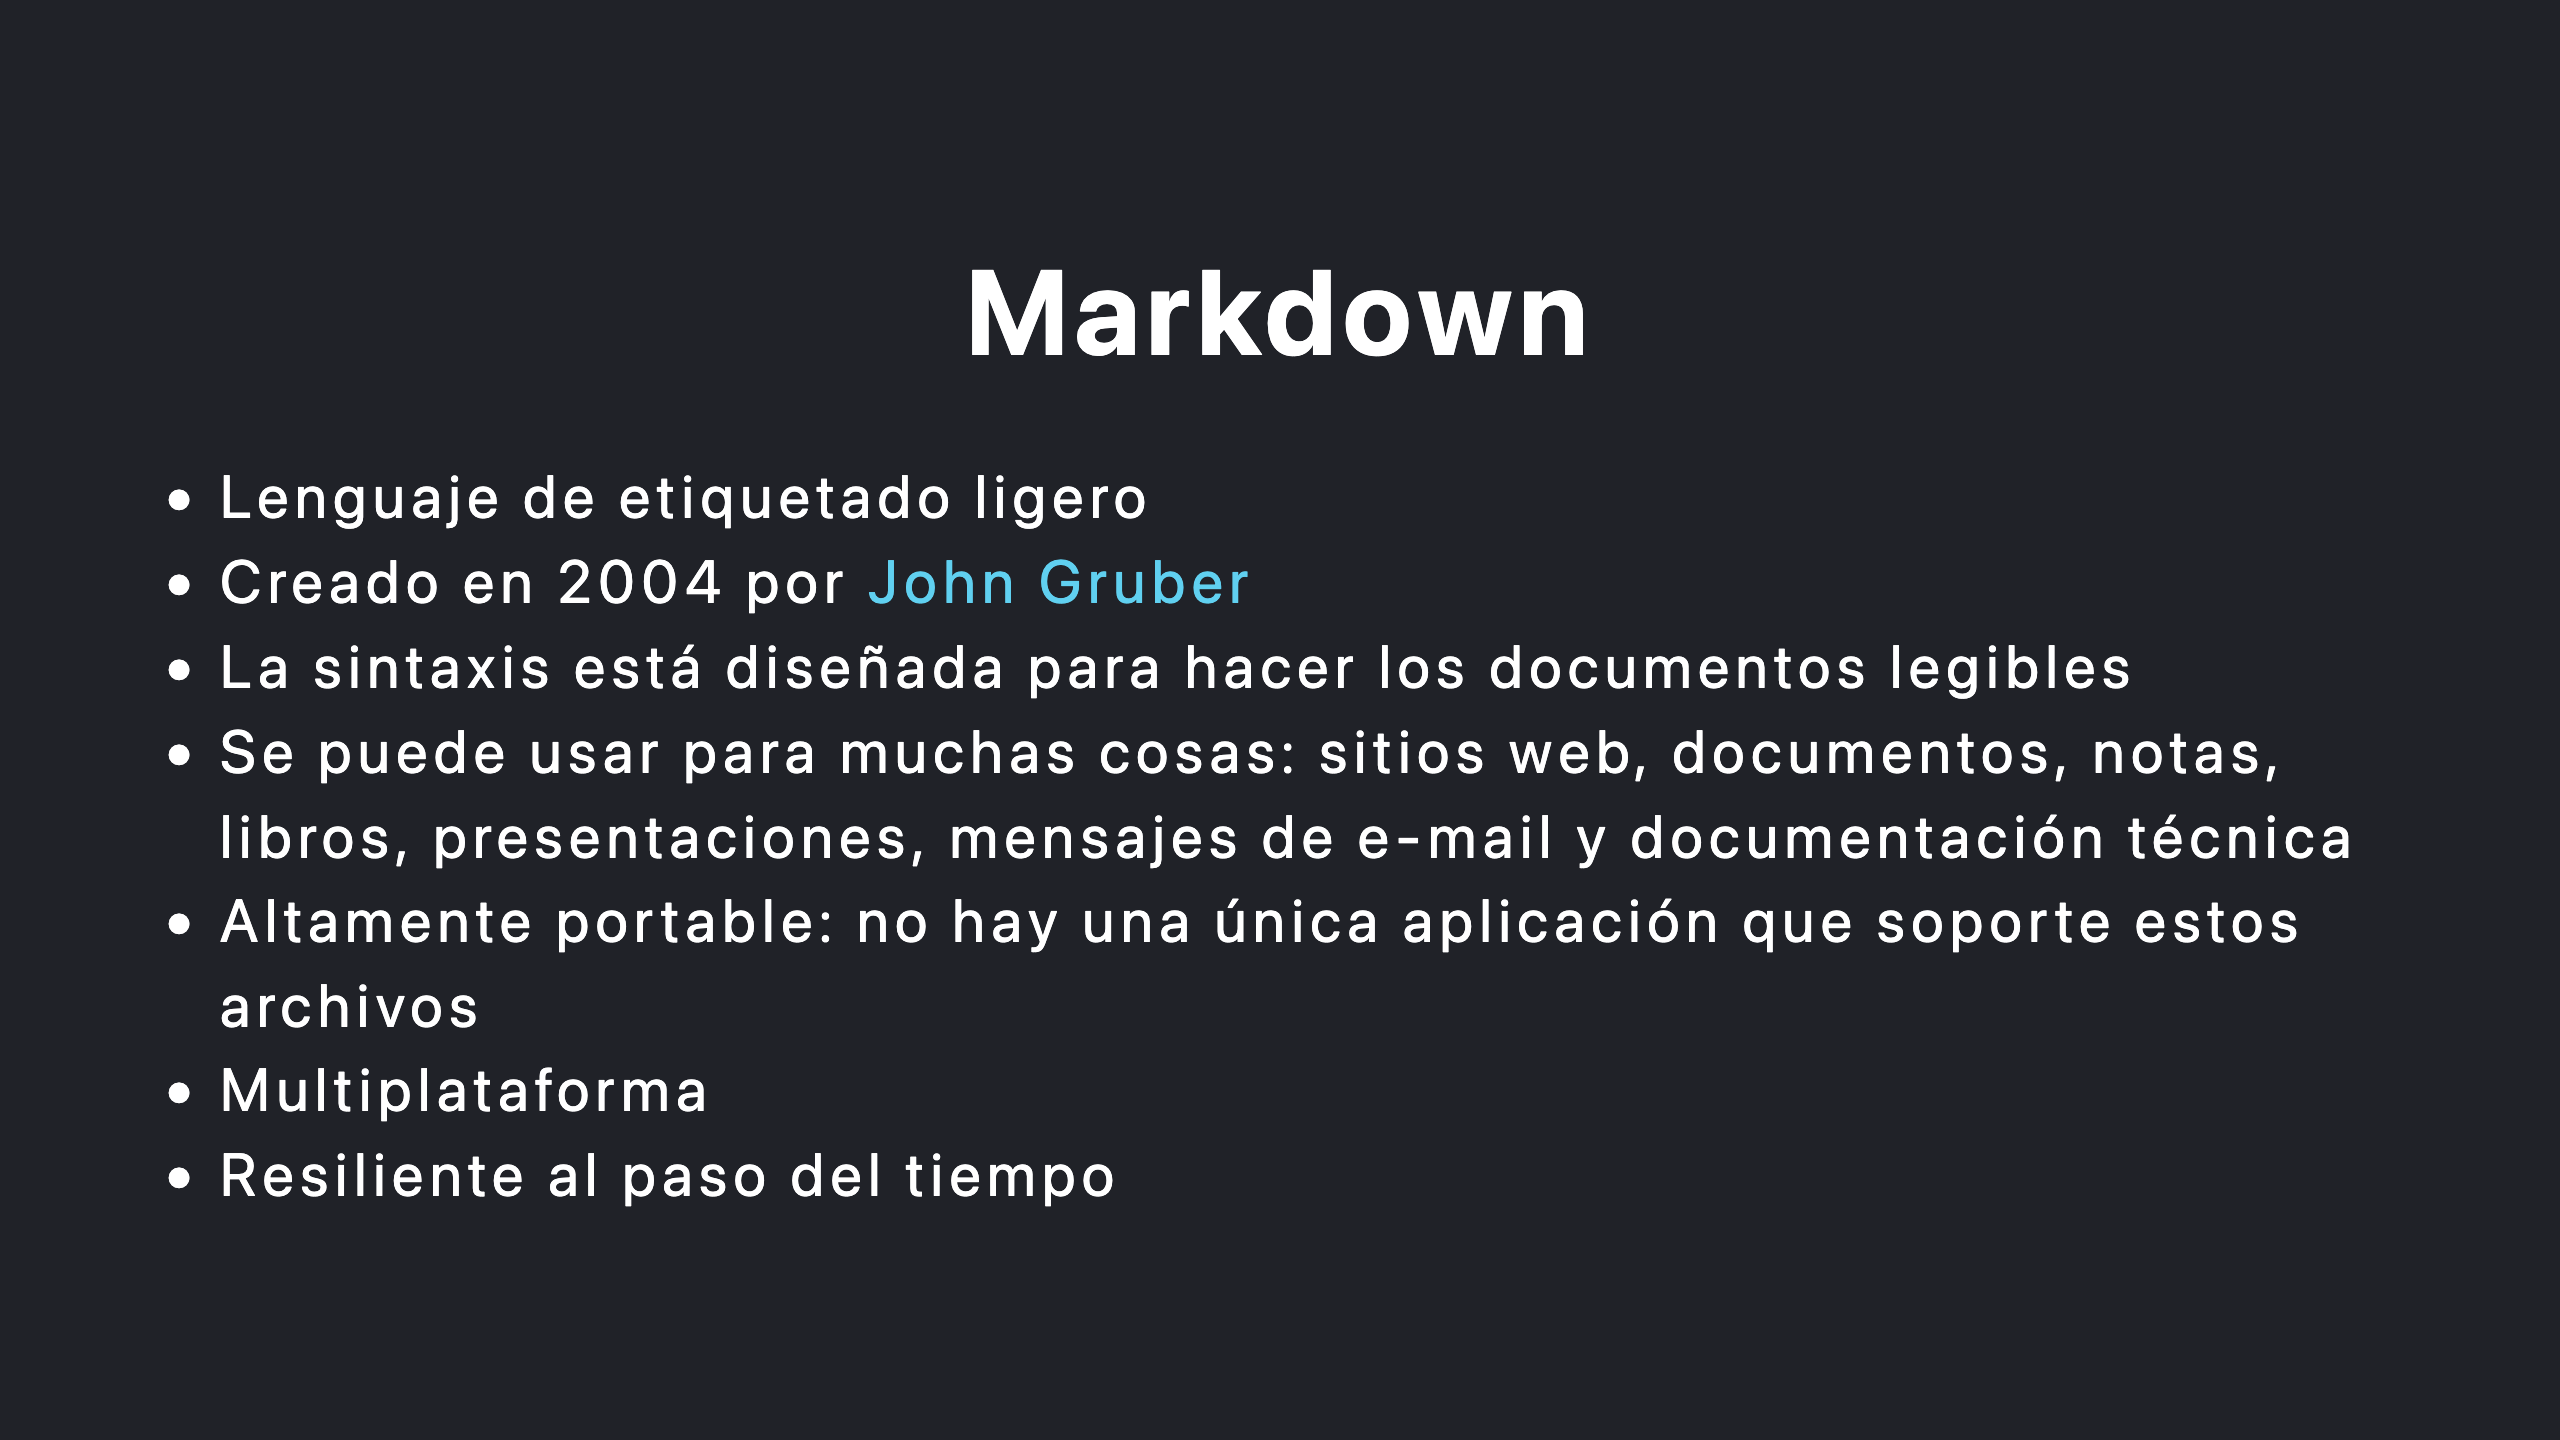 Markdown
• Lenguaje de etiquetado ligero
• Creado en 2004 por John Gruber
• La sintaxis está diseñada para hacer los documentos legibles
• Se puede usar para muchas cosas: sitios web, documentos, notas,
libros, presentaciones, mensajes de e-mail y documentación técnica
• Altamente portable: no hay una única aplicación que soporte estos
archivos
• Multiplataforma
• Resiliente al paso del tiempo